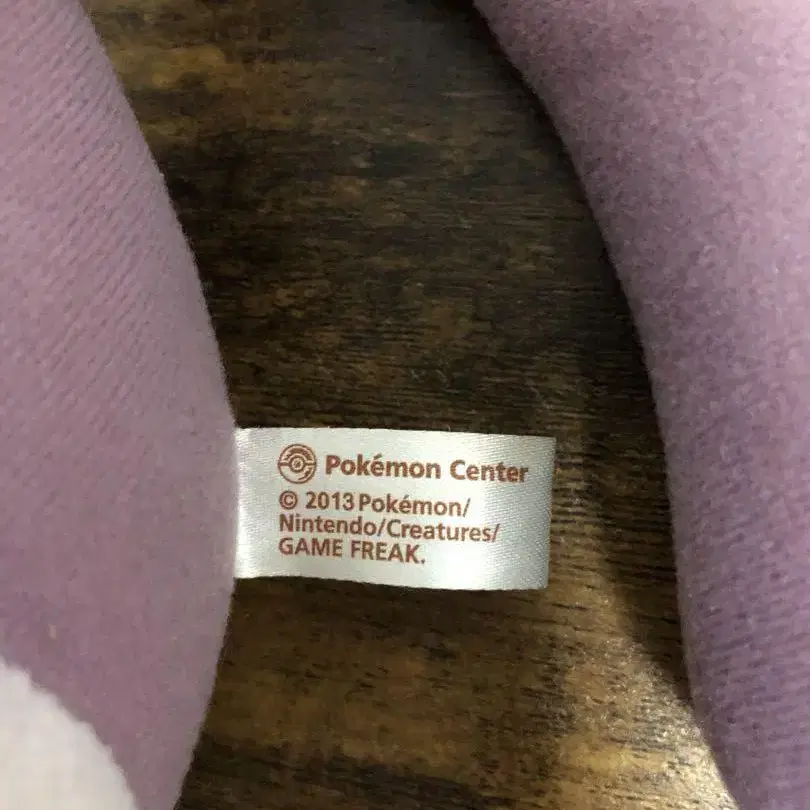 Pokémon Center
© 2013 Pokémon/
Nintendo/Creatures/
GAME FREAK.